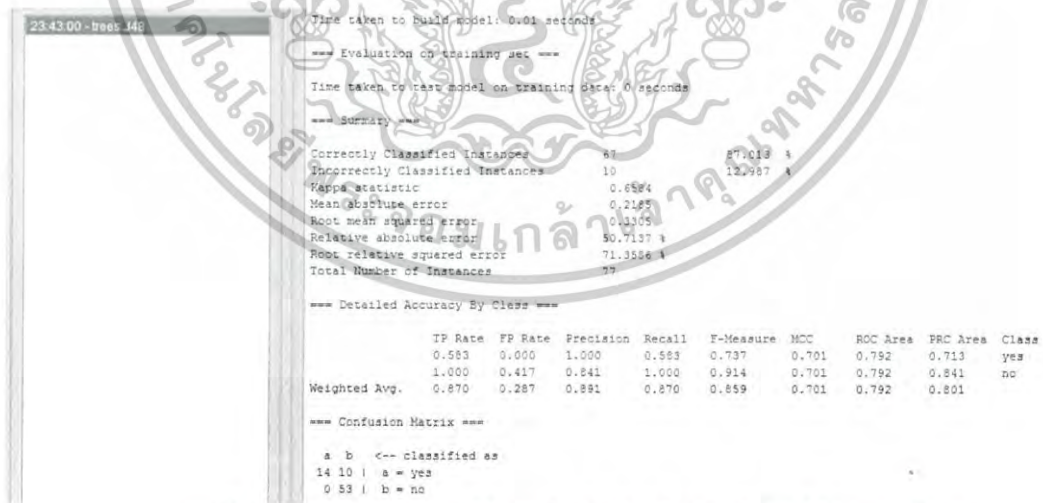 23:43:00 - trees.J48
Time taken to build model: 0.01 seconds
=== Evaluation on training set ===
Time taken to test model on training data: 0 seconds
=== Summary ===
Correctly Classified Instances 67 87.013 %
Incorrectly Classified Instances 10 12.987 %
Kappa statistic 0.6584
Mean absolute error 0.2185
Root mean squared error 0.3305
Relative absolute error 50.7137 %
Root relative squared error 71.3586 %
Total Number of Instances 77
=== Detailed Accuracy By Class ===
TP Rate FP Rate Precision Recall F-Measure MCC ROC Area PRC Area Class
0.583 0.000 1.000 0.583 0.737 0.701 0.792 0.713 yes
1.000 0.417 0.841 1.000 0.914 0.701 0.792 0.841 no
Weighted Avg. 0.870 0.287 0.891 0.870 0.859 0.701 0.792 0.801
=== Confusion Matrix ===
a b <-- classified as
14 10 | a = yes
0 53 | b = no